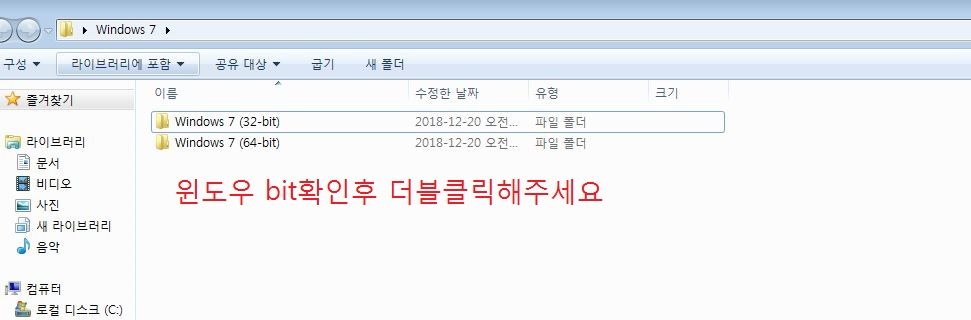 Windows 7
구성 라이브러리에 포함 공유 대상 굽기 새 폴더
즐겨찾기
라이브러리
문서
비디오
사진
새 라이브러리
음악
컴퓨터
로컬 디스크 (C:)
이름 수정한 날짜 유형 크기
Windows 7 (32-bit) 2018-12-20 오전... 파일 폴더
Windows 7 (64-bit) 2018-12-20 오전... 파일 폴더
윈도우 bit확인후 더블클릭해주세요